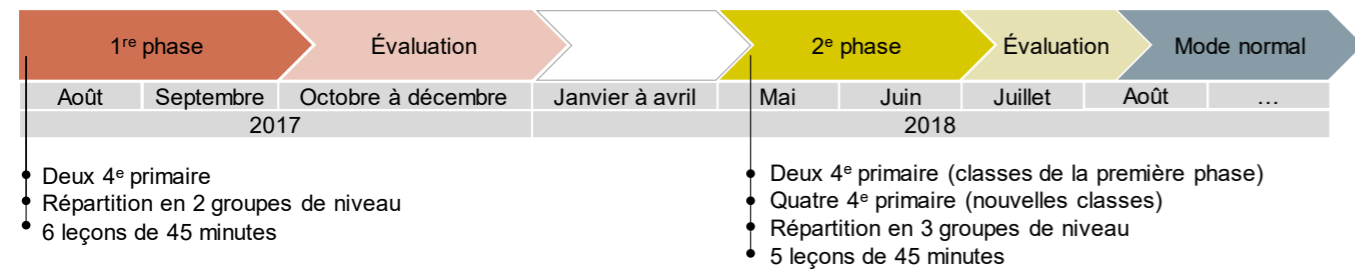 1re phase Évaluation 2e phase Évaluation Mode normal
Août Septembre Octobre à décembre Janvier à avril Mai Juin Juillet Août …
2017 2018
Deux 4e primaire
Répartition en 2 groupes de niveau
6 leçons de 45 minutes
Deux 4e primaire (classes de la première phase)
Quatre 4e primaire (nouvelles classes)
Répartition en 3 groupes de niveau
5 leçons de 45 minutes